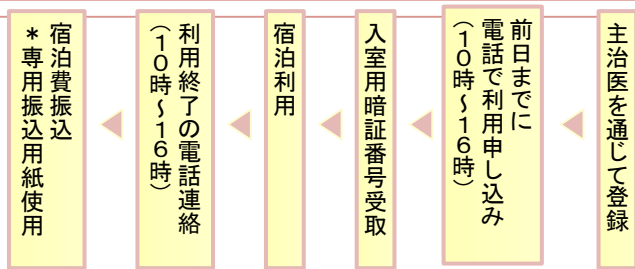 主治医を通じて登録
前日までに
電話で利用申し込み
（１０時～１６時）
入室用暗証番号受取
宿泊利用
利用終了の電話連絡
（１０時～１６時）
宿泊費振込
＊専用振込用紙使用